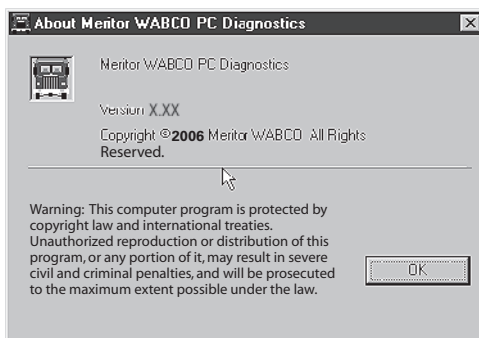 About Meritor WABCO PC Diagnostics
Meritor WABCO PC Diagnostics
Version X.XX
Copyright ©2006 Meritor WABCO All Rights
Reserved.
Warning: This computer program is protected by
copyright law and international treaties.
Unauthorized reproduction or distribution of this
program, or any portion of it, may result in severe
civil and criminal penalties, and will be prosecuted
to the maximum extent possible under the law.
OK